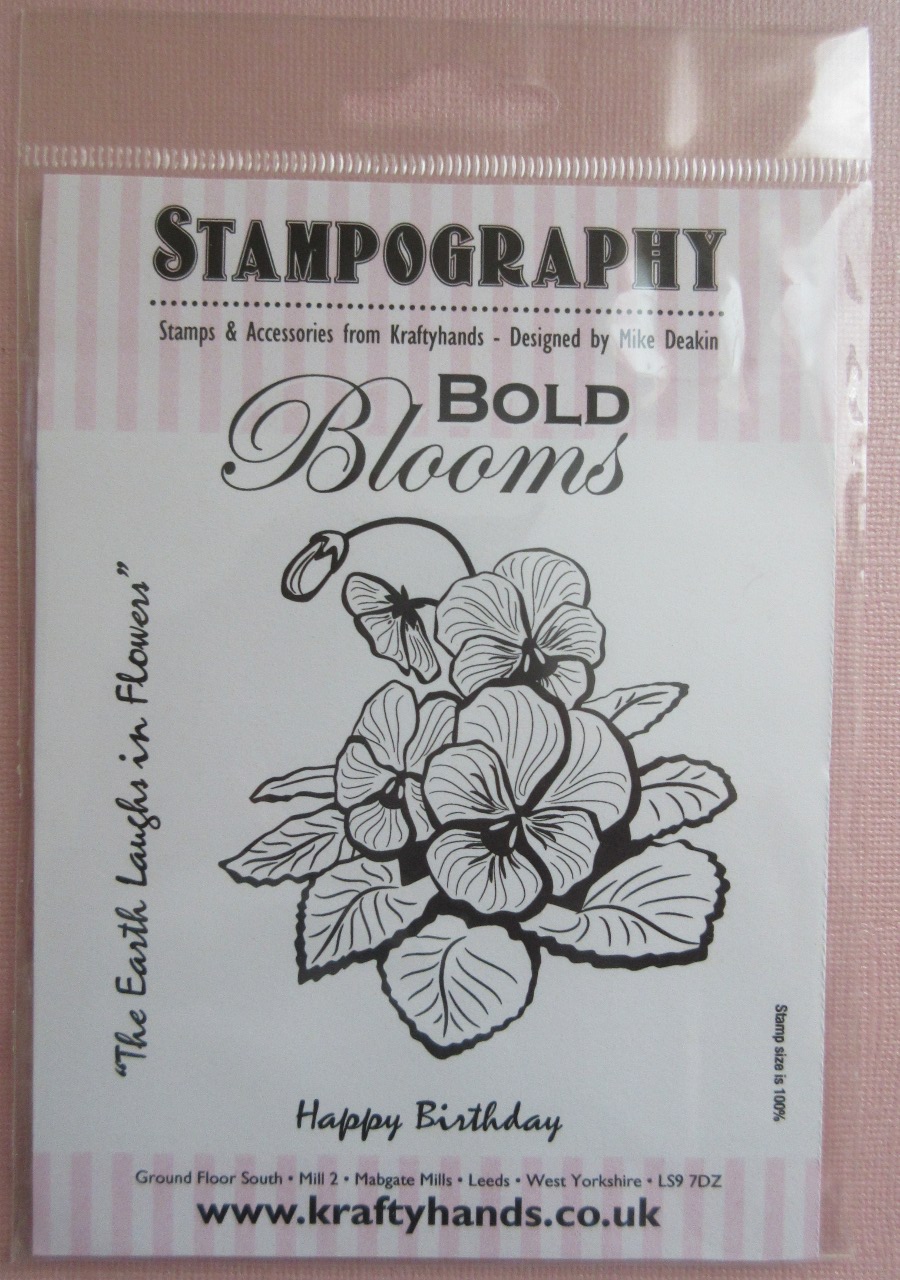 STAMPOGRAPHY
Stamps & Accessories from Kraftyhands - Designed by Mike Deakin
BOLD
Blooms
"The Earth Laughs in Flowers"
Stamp size is 100%
Happy Birthday
Ground Floor South • Mill 2 • Mabgate Mills • Leeds • West Yorkshire • LS9 7DZ
www.kraftyhands.co.uk